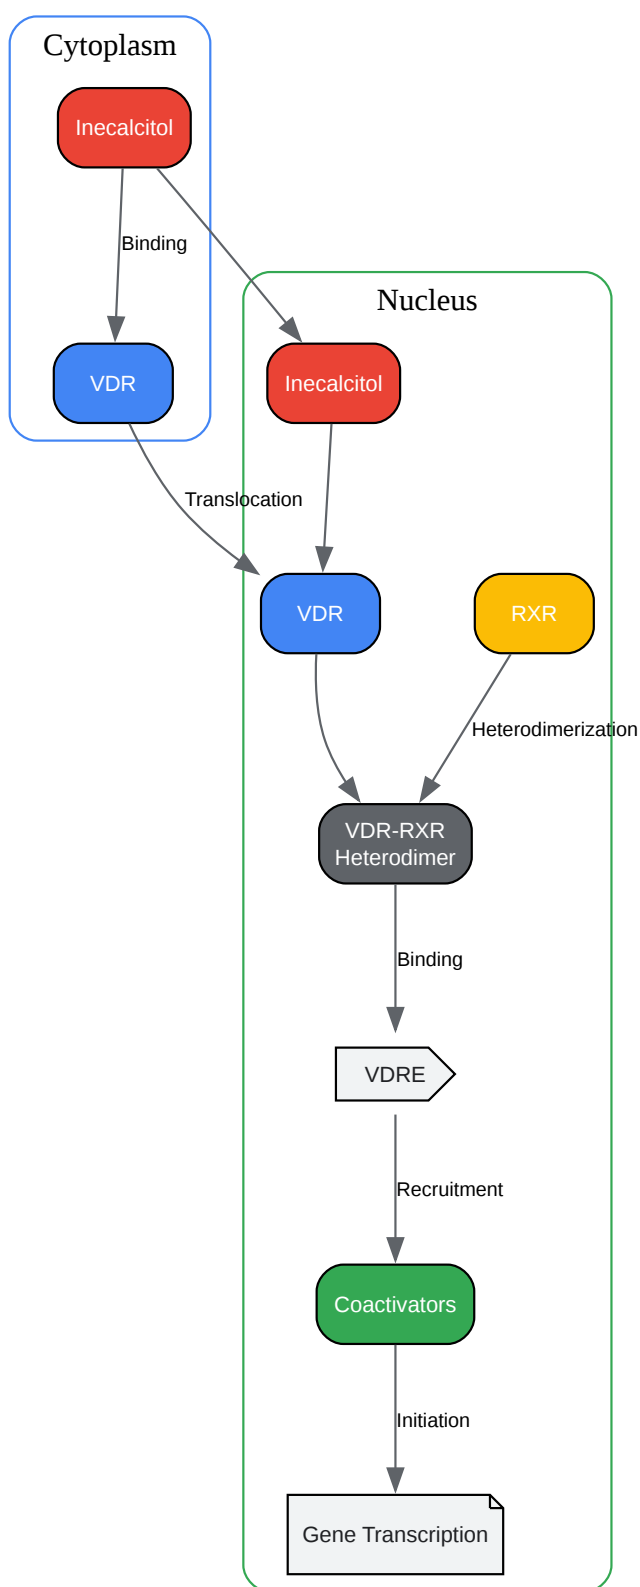 Cytoplasm
Inecalcitol
Binding
Nucleus
VDR
Inecalcitol
Translocation
VDR
RXR
Heterodimerization
VDR-RXR
Heterodimer
Binding
VDRE
Recruitment
Coactivators
Initiation
Gene Transcription